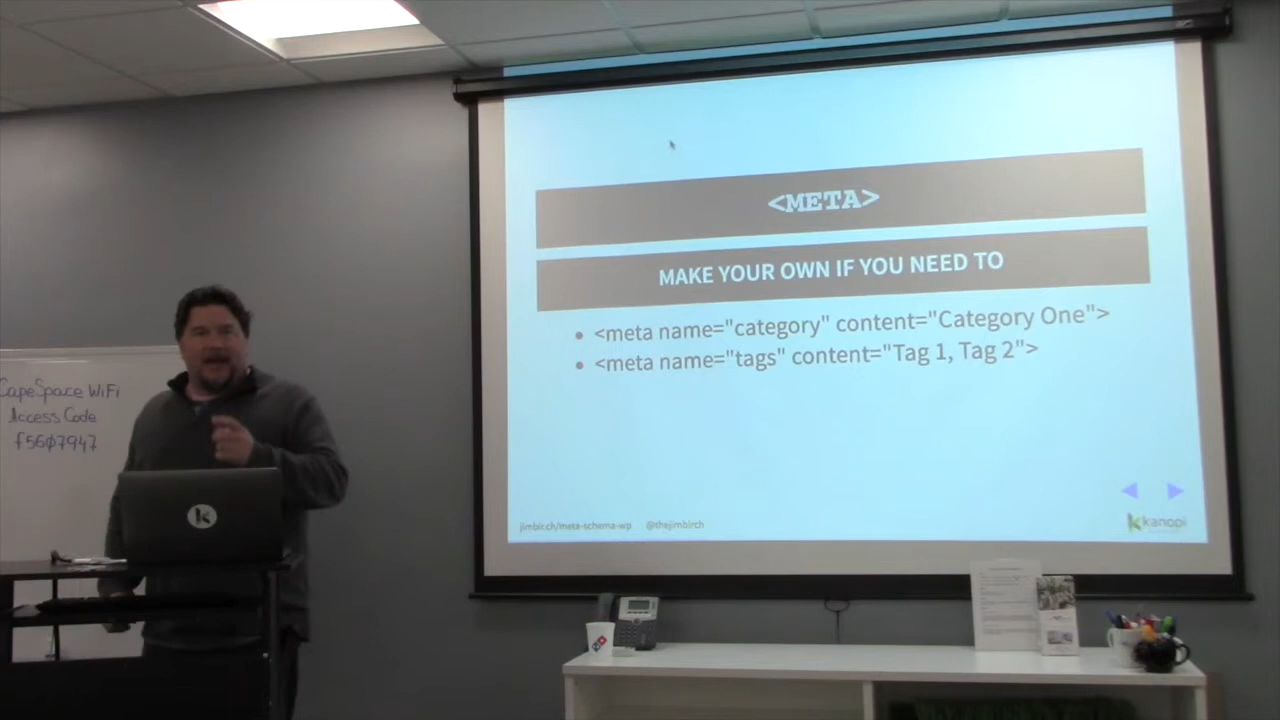 <META>
MAKE YOUR OWN IF YOU NEED TO
• <meta name="category" content="Category One">
• <meta name="tags" content="Tag 1, Tag 2">
jimbir.ch/meta-schema-wp @thejimbirch
kanopi
CapeSpace WiFi
Access Code
f5607947